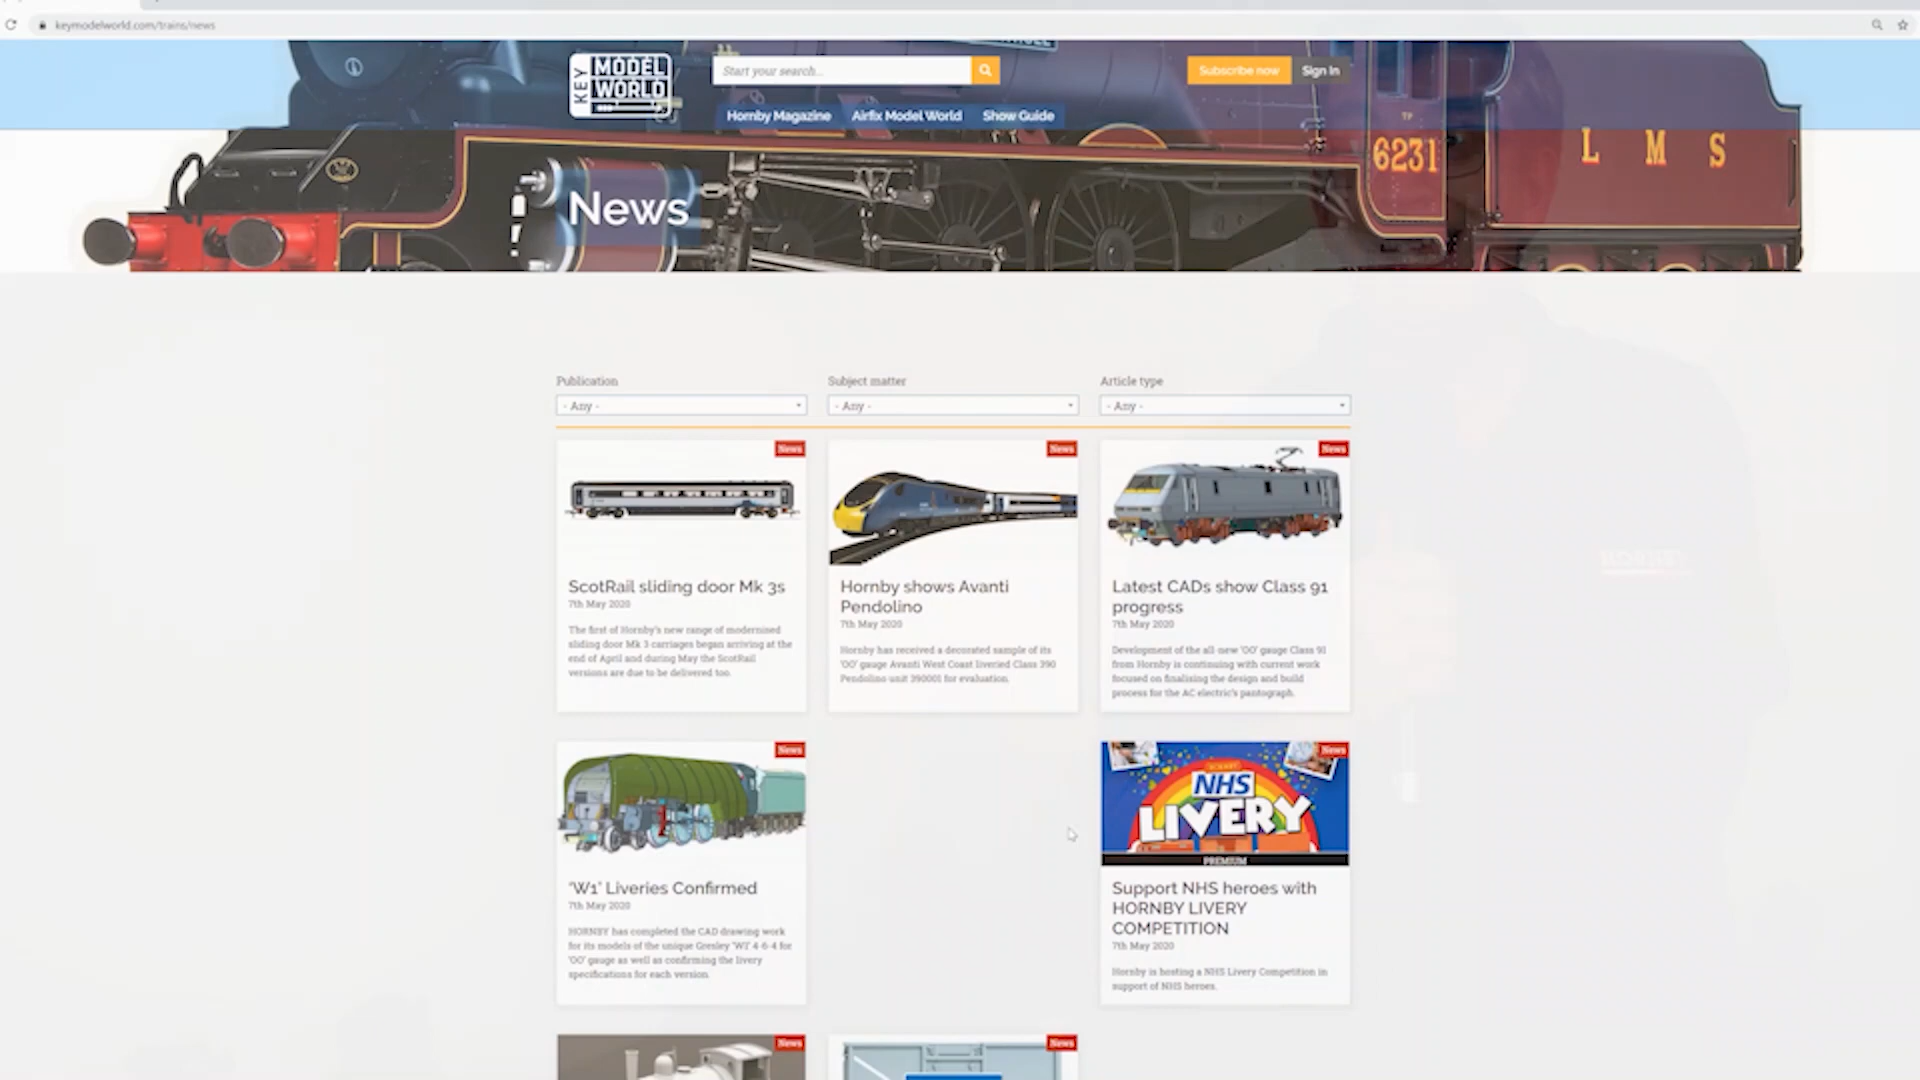 keymodelworld.com/trains/news
KEY MODEL WORLD
Start your search...
Subscribe now
Sign In
Hornby Magazine
Airfix Model World
Show Guide
6231
L M S
News
Publication
Subject matter
Article type
- Any -
- Any -
- Any -
News
News
News
ScotRail sliding door Mk 3s
7th May 2020
The first of Hornby's new range of modernised
sliding door Mk 3 carriages began arriving at the
end of April and during May the ScotRail
versions are due to be delivered too.
Hornby shows Avanti
Pendolino
7th May 2020
Hornby has received a decorated sample of its
'OO' gauge Avanti West Coast liveried Class 390
Pendolino unit 390001 for evaluation.
Latest CADs show Class 91
progress
7th May 2020
Development of the all-new 'OO' gauge Class 91
from Hornby is continuing with current work
focused on finalising the design and build
process for the AC electric's pantograph.
News
News
'W1' Liveries Confirmed
7th May 2020
HORNBY has completed the CAD drawing work
for its models of the unique Gresley 'W1' 4-6-4 for
'OO' gauge as well as confirming the livery
specifications for each version.
HORNBY
NHS
LIVERY
PREMIUM
Support NHS heroes with
HORNBY LIVERY
COMPETITION
7th May 2020
Hornby is hosting a NHS Livery Competition in
support of NHS heroes.
News
News